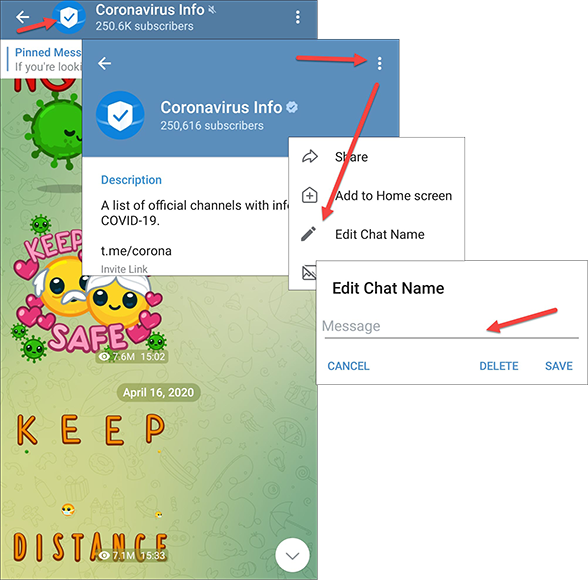 Coronavirus Info
250.6K subscribers
Pinned Mess
If you're looki
NO
Coronavirus Info
250,616 subscribers
Description
A list of official channels with info
COVID-19.
t.me/corona
Invite Link
Share
Add to Home screen
Edit Chat Name
Edit Chat Name
Message
CANCEL DELETE SAVE
KEEP
SAFE
7.6M 15:02
April 16, 2020
KEEP
DISTANCE
7.1M 15:33